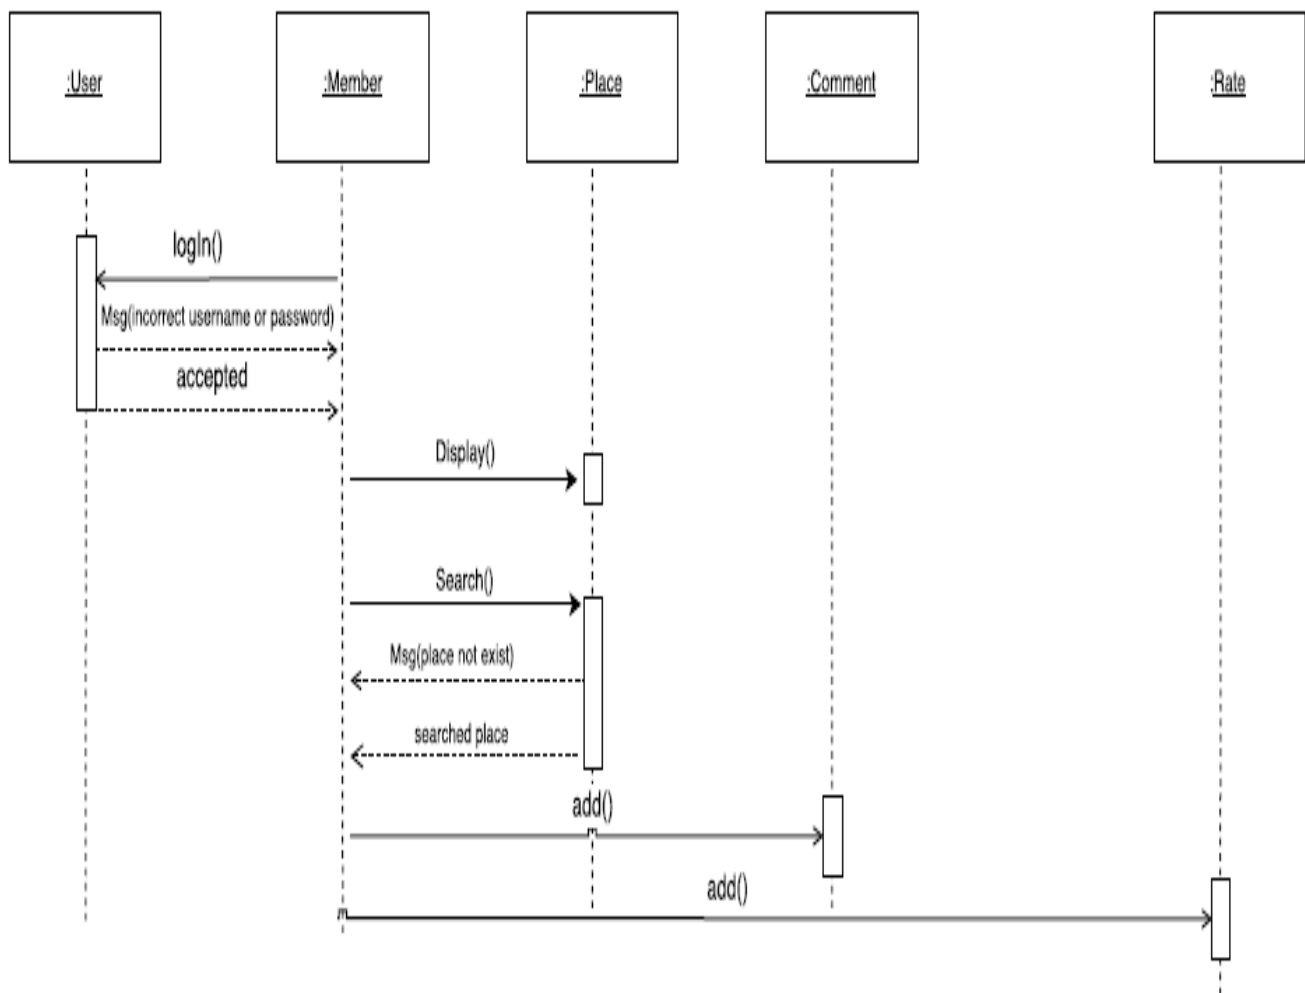 :User
:Member
:Place
:Comment
:Rate
logIn()
Msg(incorrect username or password)
accepted
Display()
Search()
Msg(place not exist)
searched place
add()
add()